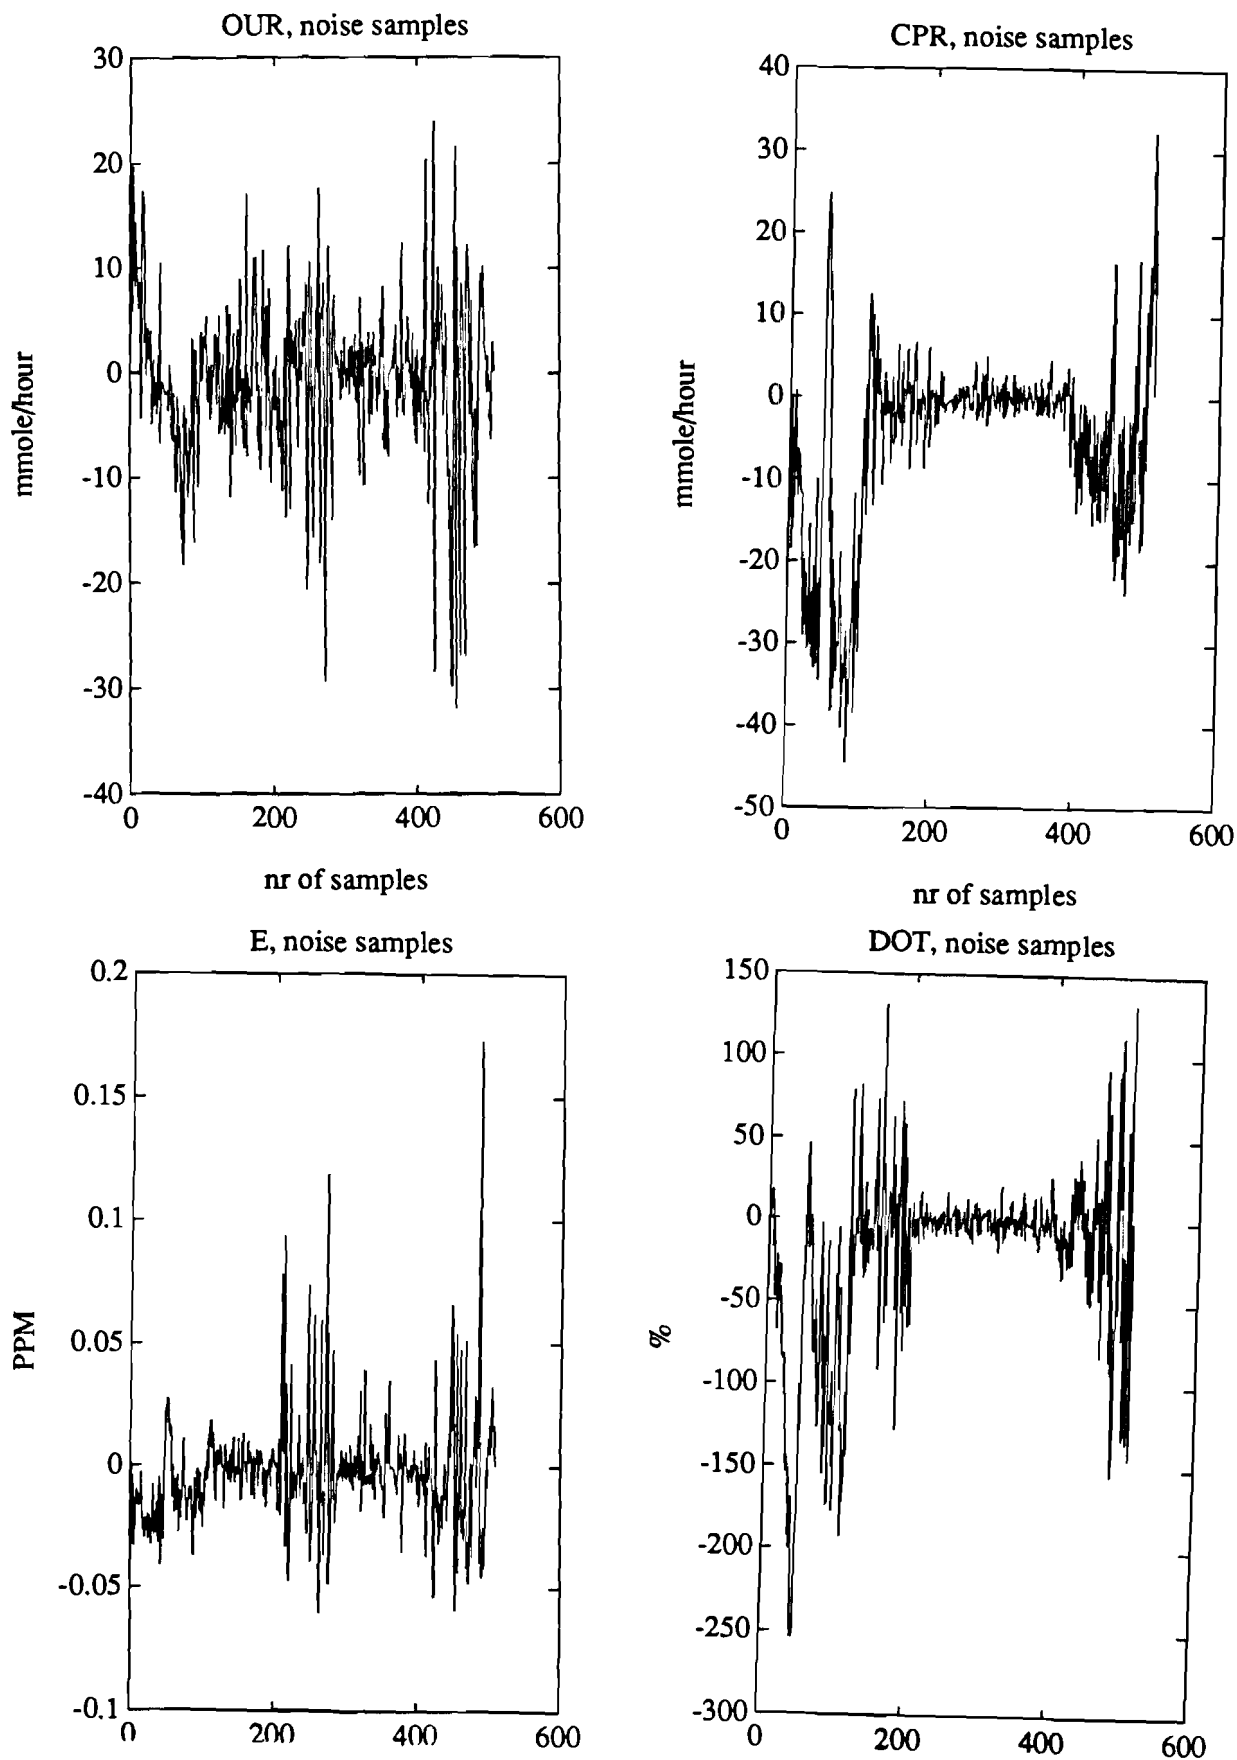 OUR, noise samples
30
20
10
0
-10
-20
-30
-40
mmole/hour
0 200 400 600
nr of samples
CPR, noise samples
40
30
20
10
0
-10
-20
-30
-40
-50
mmole/hour
0 200 400 600
nr of samples
E, noise samples
0.2
0.15
0.1
0.05
0
-0.05
-0.1
PPM
0 200 400 600
DOT, noise samples
150
100
50
0
-50
-100
-150
-200
-250
-300
%
0 200 400 600